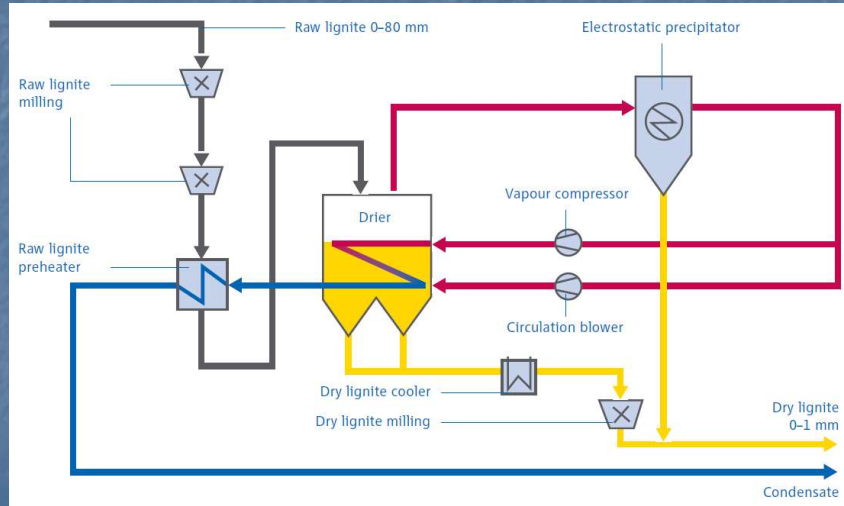 Raw lignite 0–80 mm
Electrostatic precipitator
Raw lignite
milling
Vapour compressor
Drier
Raw lignite
preheater
Circulation blower
Dry lignite cooler
Dry lignite milling
Dry lignite
0–1 mm
Condensate